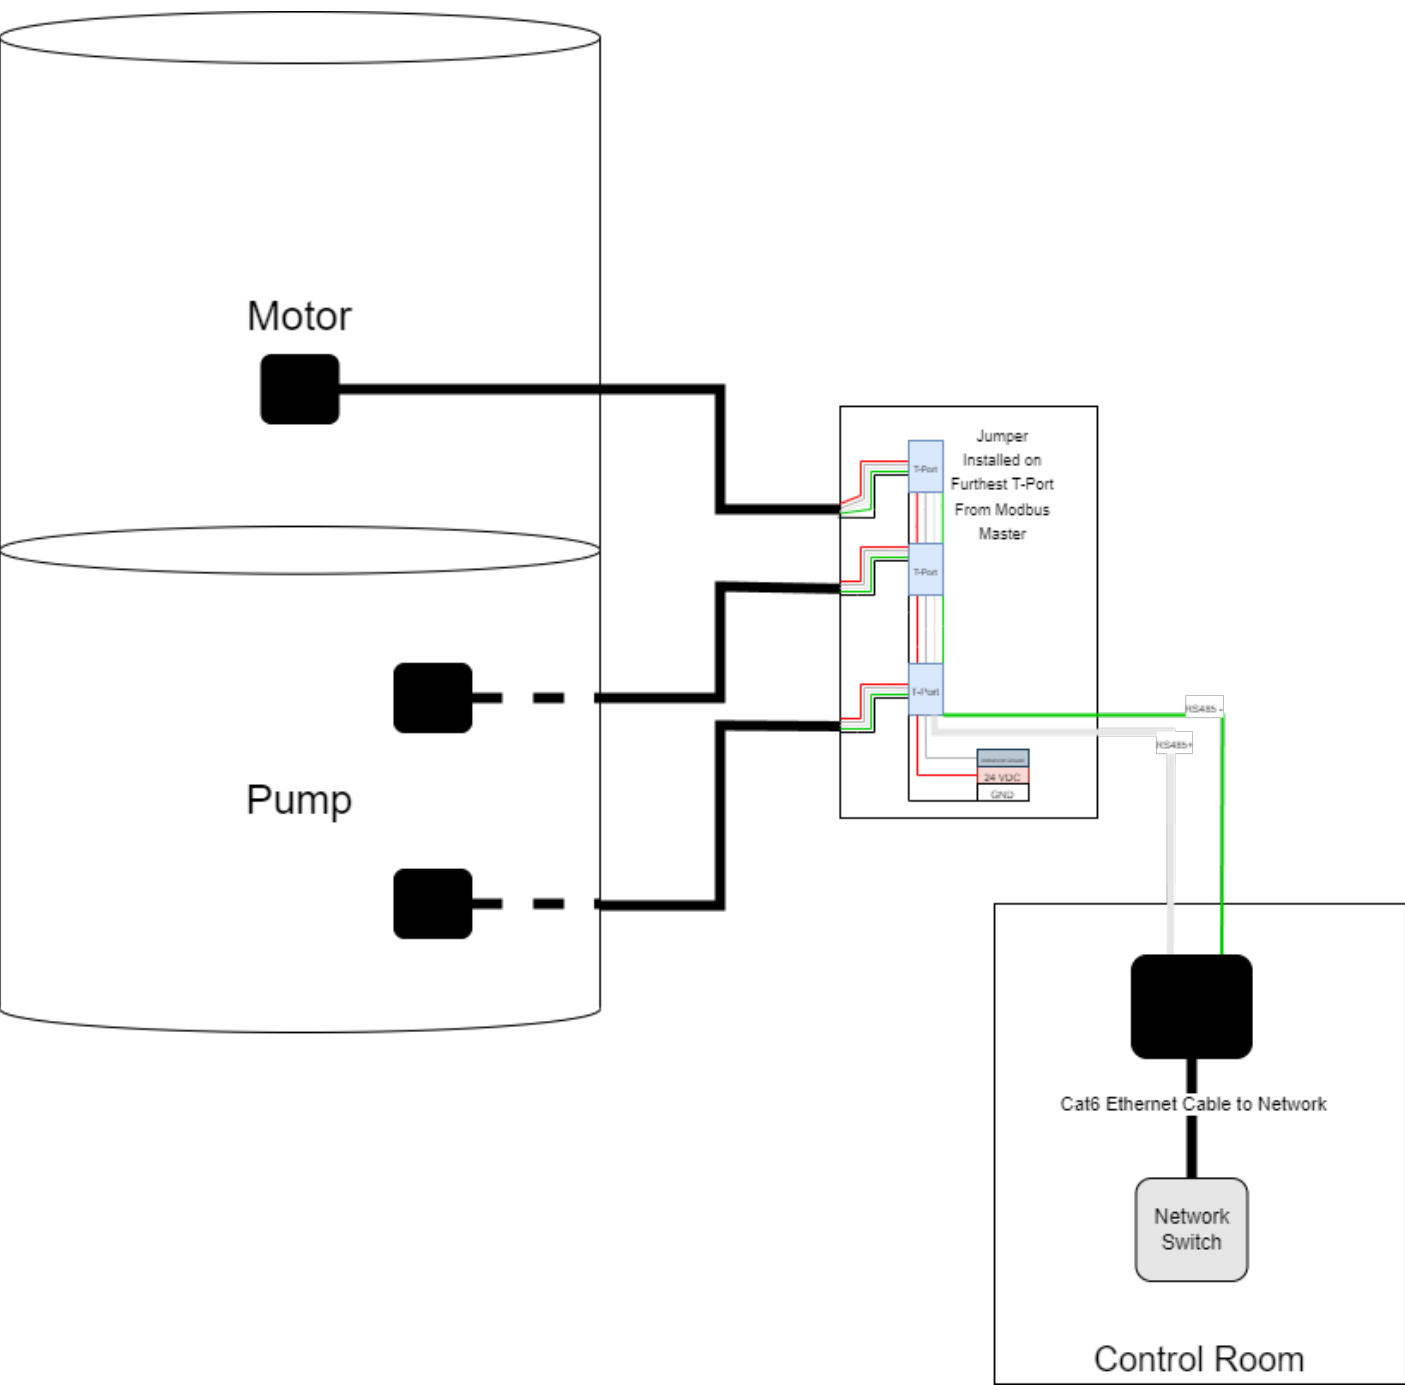 Motor
Jumper
Installed on
Furthest T-Port
From Modbus
Master
T-Port
T-Port
T-Port
RS485 -
RS485+
24 VDC
GND
Pump
Cat6 Ethernet Cable to Network
Network
Switch
Control Room